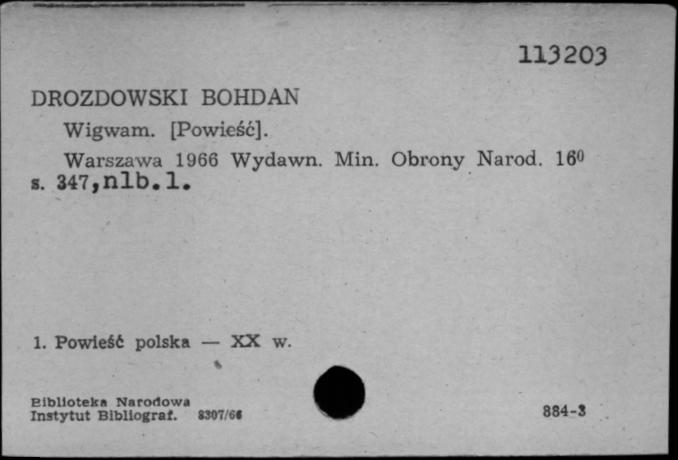 113203
DROZDOWSKI BOHDAN
Wigwam. [Powieść].
Warszawa 1966 Wydawn. Min. Obrony Narod. 16⁰
s. 347, nlb. 1.
1. Powieść polska — XX w.
Biblioteka Narodowa
Instytut Bibliograf. 8307/66
884-3